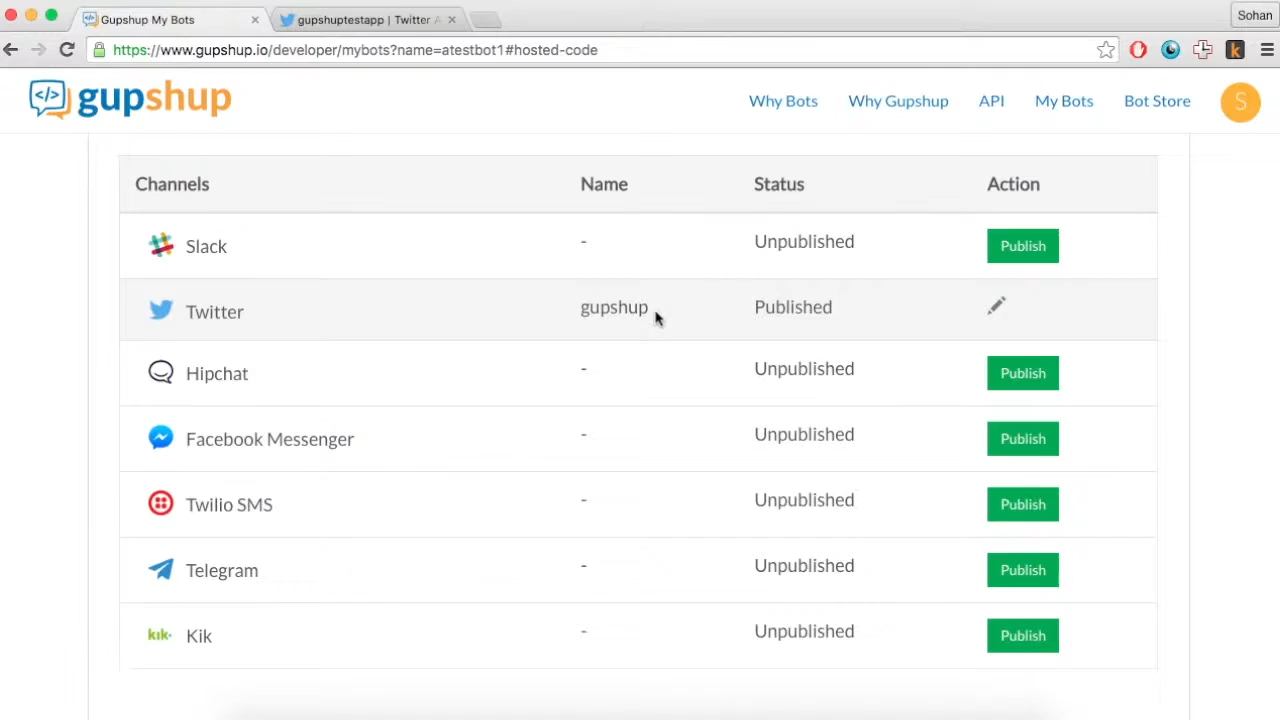 Gupshup My Bots
gupshuptestapp | Twitter A
Sohan
https://www.gupshup.io/developer/mybots?name=atestbot1#hosted-code
k
</> gupshup
Why Bots
Why Gupshup
API
My Bots
Bot Store
S
Channels Name Status Action
Slack - Unpublished Publish
Twitter gupshup Published
Hipchat - Unpublished Publish
Facebook Messenger - Unpublished Publish
Twilio SMS - Unpublished Publish
Telegram - Unpublished Publish
kik. Kik - Unpublished Publish